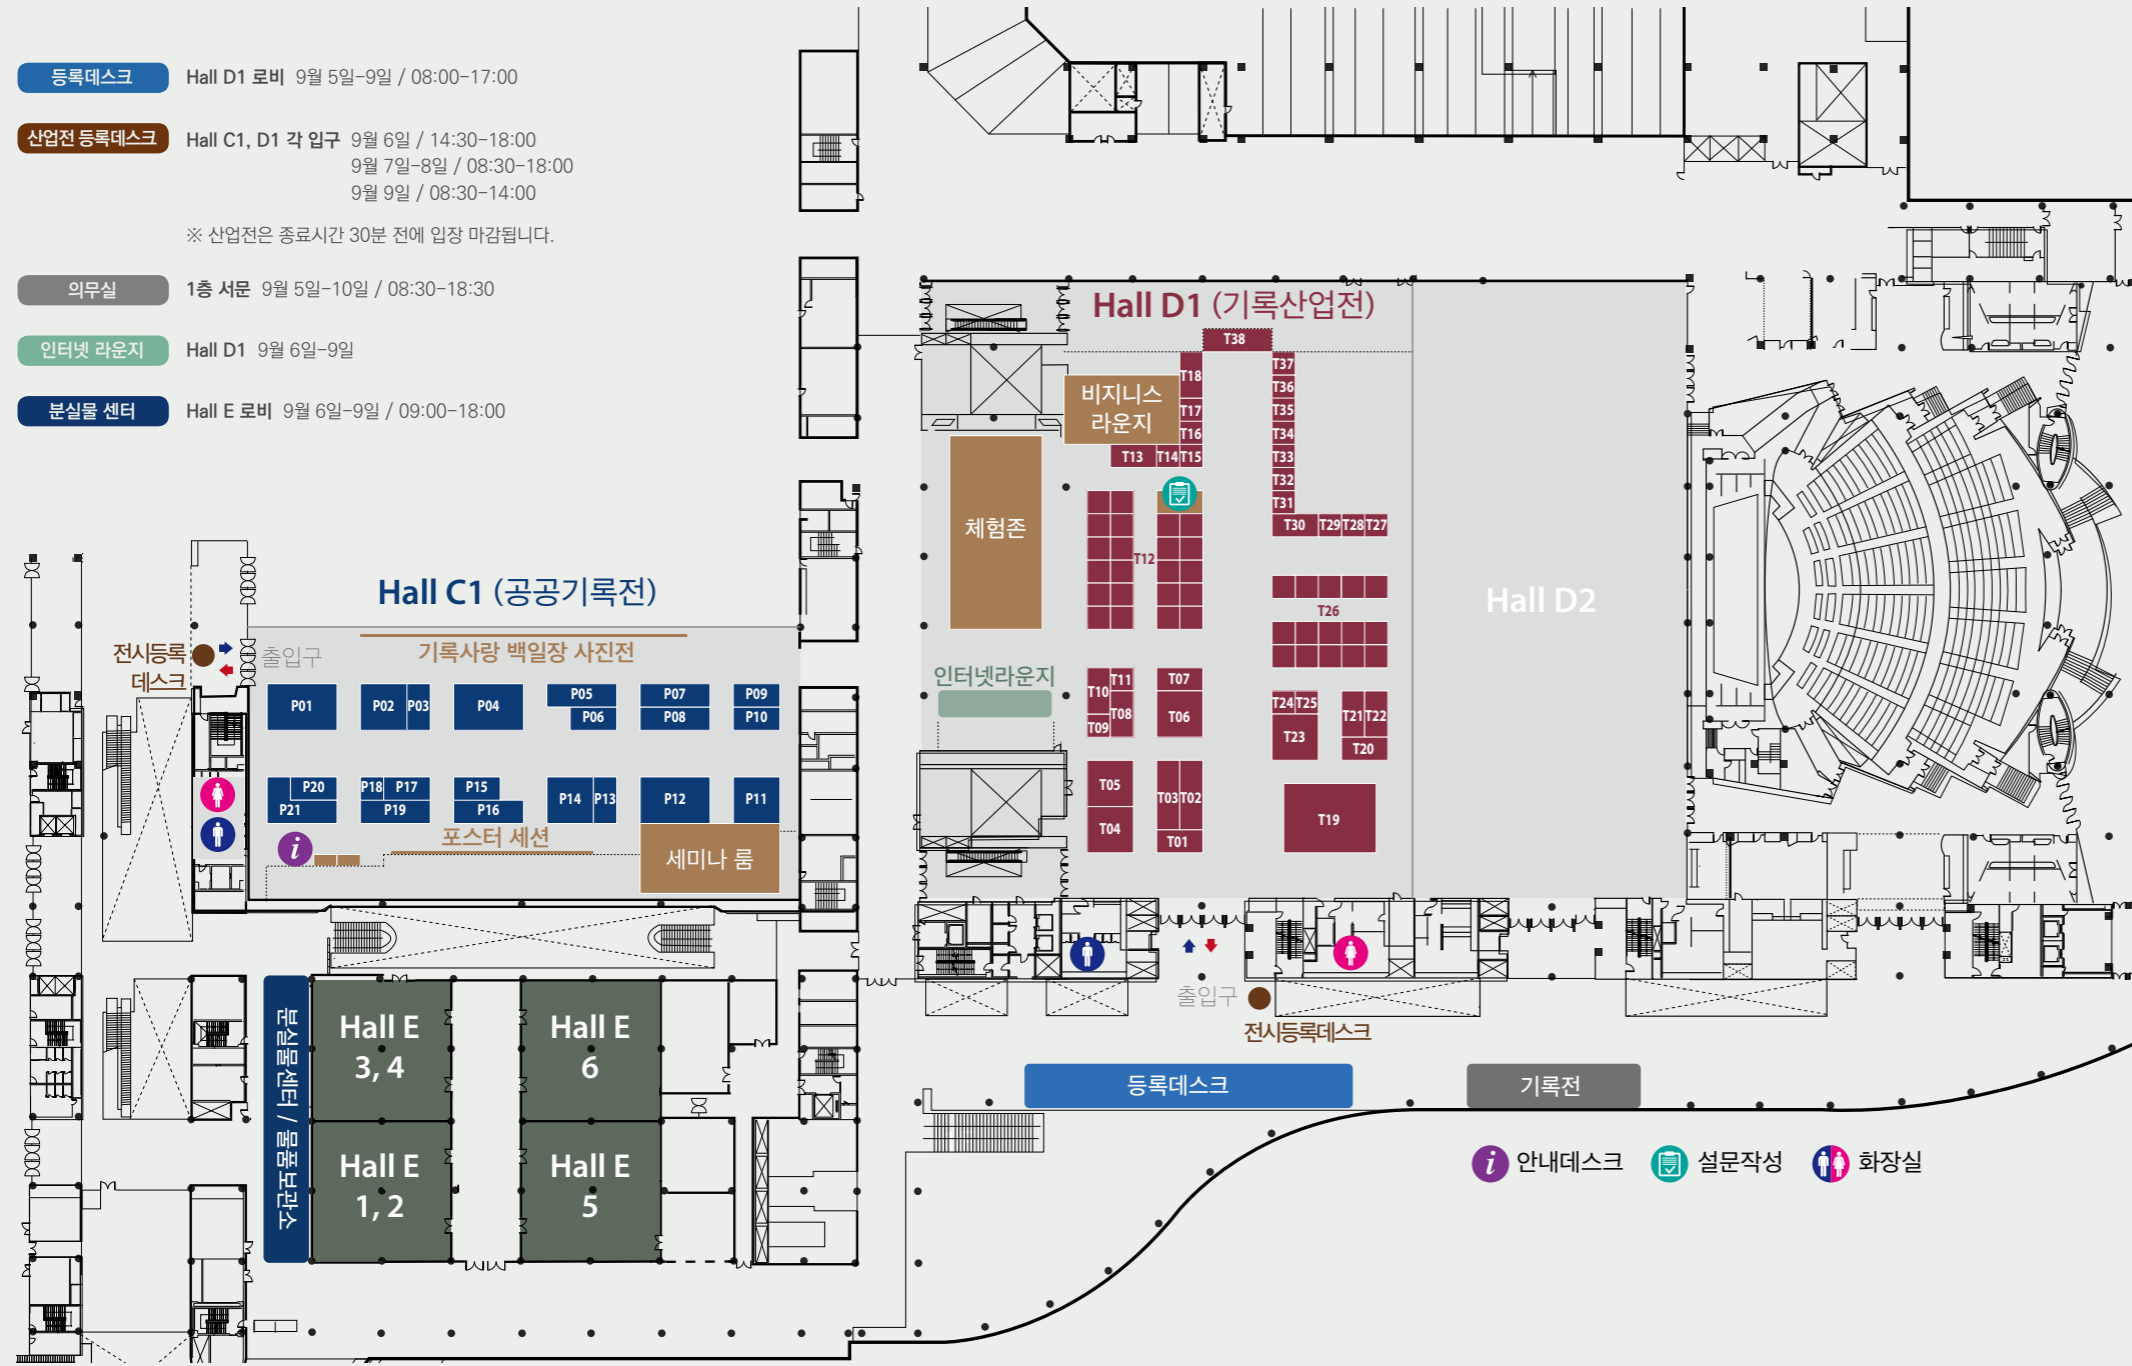 등록데스크 Hall D1 로비 9월 5일-9일 / 08:00-17:00
산업전 등록데스크 Hall C1, D1 각 입구 9월 6일 / 14:30-18:00
9월 7일-8일 / 08:30-18:00
9월 9일 / 08:30-14:00
※ 산업전은 종료시간 30분 전에 입장 마감됩니다.
의무실 1층 서문 9월 5일-10일 / 08:30-18:30
인터넷 라운지 Hall D1 9월 6일-9일
분실물 센터 Hall E 로비 9월 6일-9일 / 09:00-18:00
Hall C1 (공공기록전)
기록사랑 백일장 사진전
전시등록
데스크
출입구
P01
P02
P03
P04
P05
P06
P07
P08
P09
P10
P20
P21
P18
P17
P19
P15
P16
P14
P13
P12
P11
포스터 세션
세미나 룸
분실물센터 / 물품보관소
Hall E
3, 4
Hall E
6
Hall E
1, 2
Hall E
5
Hall D1 (기록산업전)
T38
T18
T37
T36
비지니스
라운지
T17
T35
T16
T34
T13
T14
T15
T33
T32
T31
체험존
T30
T29
T28
T27
T12
T26
Hall D2
인터넷라운지
T10
T11
T08
T09
T07
T06
T24
T25
T23
T21
T22
T20
T05
T04
T03
T02
T01
T19
출입구
전시등록데스크
등록데스크
기록전
안내데스크
설문작성
화장실